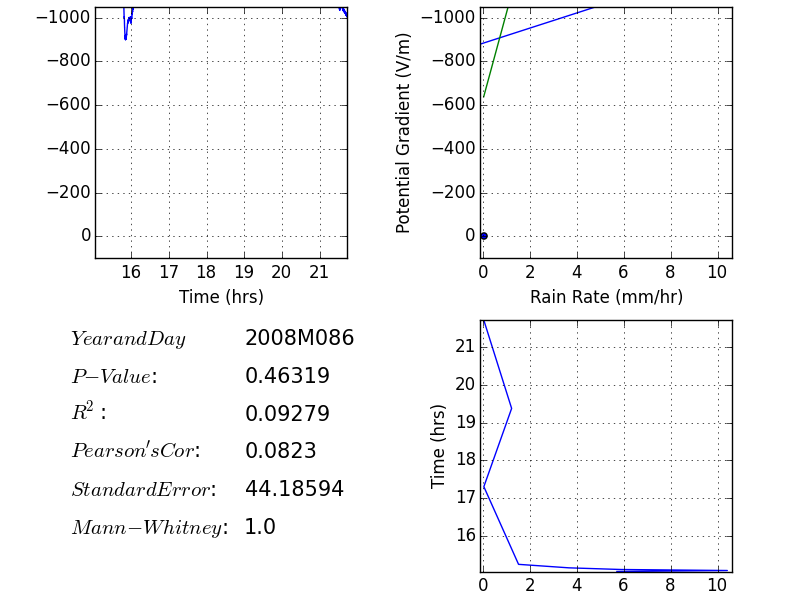 −1000
−800
−600
−400
−200
0
16 17 18 19 20 21
Time (hrs)
Potential Gradient (V/m)
−1000
−800
−600
−400
−200
0
0 2 4 6 8 10
Rain Rate (mm/hr)
YearandDay 2008M086
P−Value: 0.46319
R² : 0.09279
Pearson'sCor: 0.0823
StandardError: 44.18594
Mann−Whitney: 1.0
Time (hrs)
21
20
19
18
17
16
0 2 4 6 8 10